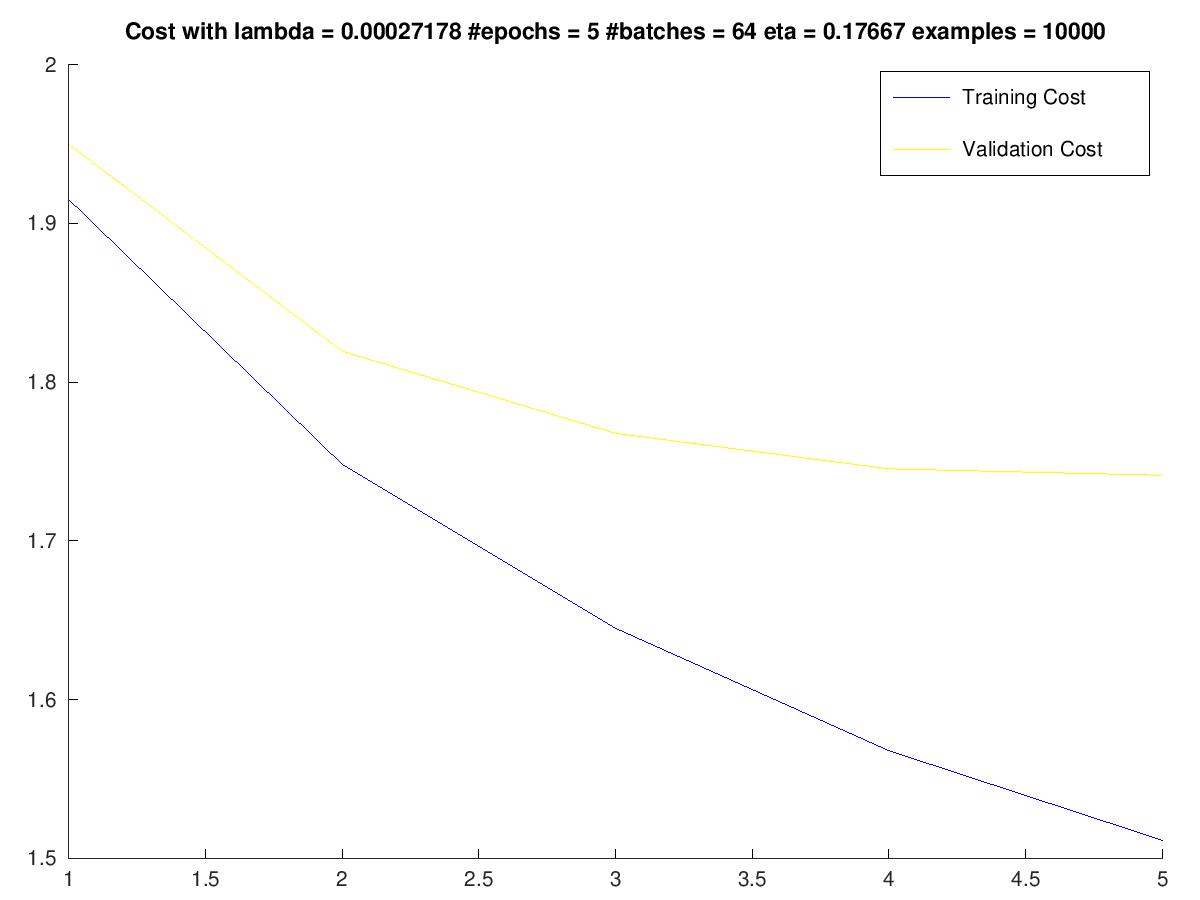 Cost with lambda = 0.00027178 #epochs = 5 #batches = 64 eta = 0.17667 examples = 10000
2
Training Cost
Validation Cost
1.9
1.8
1.7
1.6
1.5
1 1.5 2 2.5 3 3.5 4 4.5 5